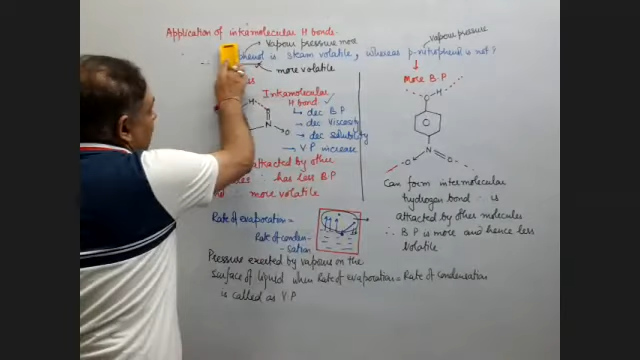 Application of intramolecular H bonds.
Vapour pressure more
phenol is steam volatile, whereas p-nitrophenol is not?
more volatile
vapour pressure
More B.P
Intramolecular
H bond
dec B.P
dec Viscosity
dec solubility
V P increase
attracted by other
has less B.P
more volatile
H
N
O
O
H
N
O
O
Can form intermolecular
hydrogen bond ∴ is
attracted by other molecules
∴ B P is more and hence less
Volatile
Rate of evaporation =
Rate of conden-
sation
Pressure exerted by vapours on the
surface of liquid when Rate of evaporation = Rate of condensation
is called as V.P